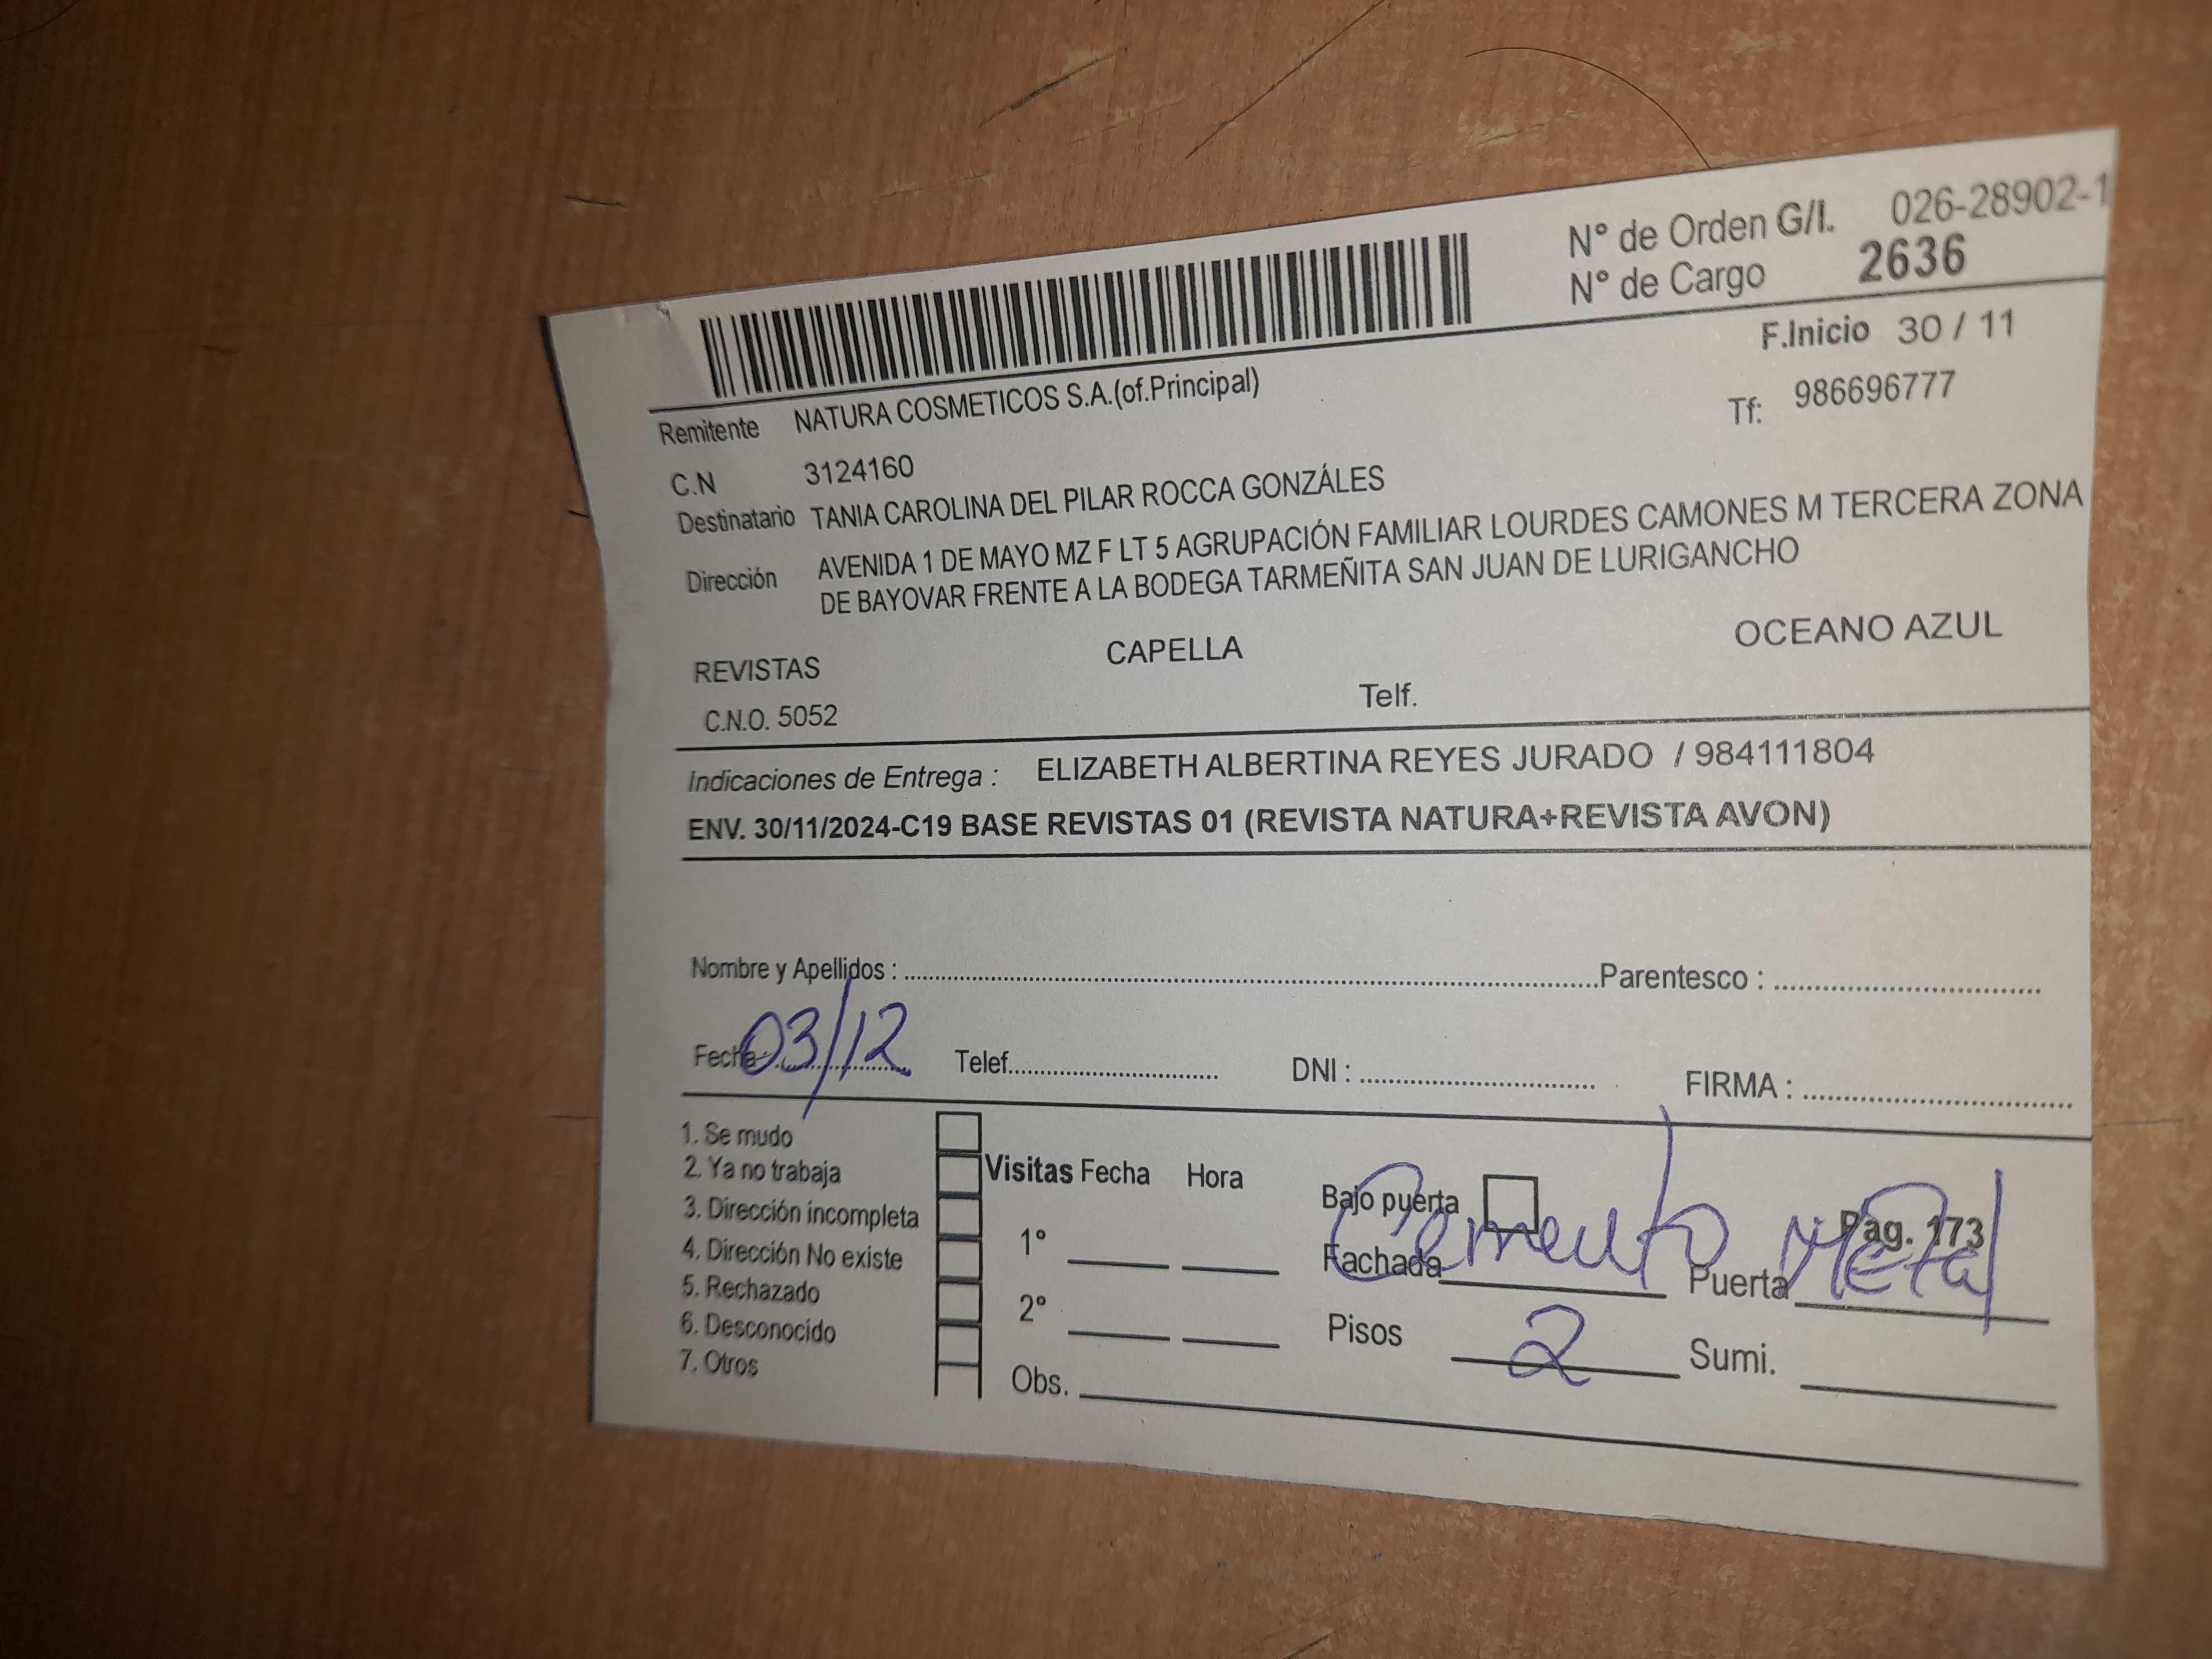 N° de Orden G/I. 026-28902-1
N° de Cargo 2636
F.Inicio 30 / 11
Remitente NATURA COSMETICOS S.A.(of.Principal)
Tf: 986696777
C.N 3124160
Destinatario TANIA CAROLINA DEL PILAR ROCCA GONZÁLES
Dirección AVENIDA 1 DE MAYO MZ F LT 5 AGRUPACIÓN FAMILIAR LOURDES CAMONES M TERCERA ZONA
DE BAYOVAR FRENTE A LA BODEGA TARMEÑITA SAN JUAN DE LURIGANCHO
REVISTAS CAPELLA OCEANO AZUL
C.N.O. 5052 Telf.
Indicaciones de Entrega : ELIZABETH ALBERTINA REYES JURADO / 984111804
ENV. 30/11/2024-C19 BASE REVISTAS 01 (REVISTA NATURA+REVISTA AVON)
Nombre y Apellidos : Parentesco :
Fecha : 03/12 Telef. DNI : FIRMA :
1. Se mudo
2. Ya no trabaja
3. Dirección incompleta
4. Dirección No existe
5. Rechazado
6. Desconocido
7. Otros
Visitas Fecha Hora
1°
2°
Obs.
Bajo puerta Pag. 173
Fachada Cemento Puerta Metal
Pisos 2 Sumi.